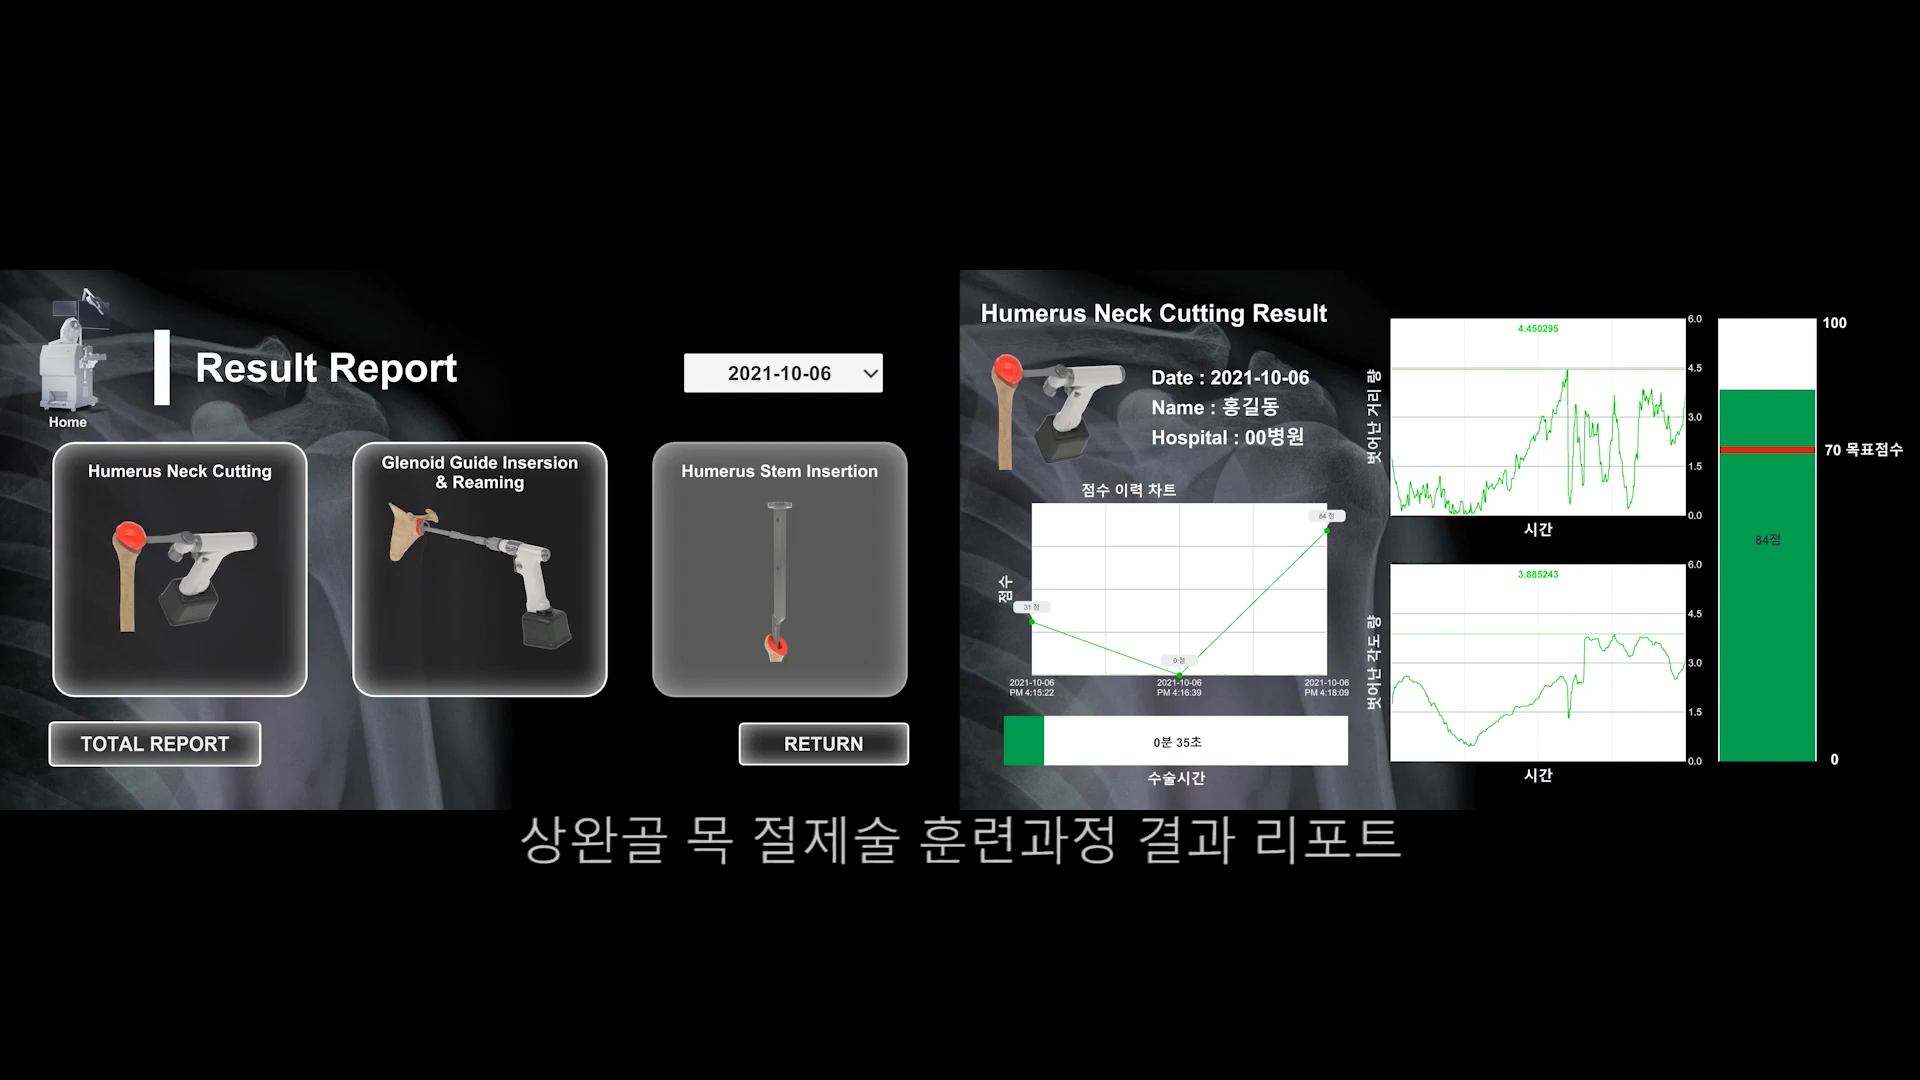 Home
Result Report
2021-10-06
Humerus Neck Cutting
Glenoid Guide Insersion
& Reaming
Humerus Stem Insertion
TOTAL REPORT
RETURN
Humerus Neck Cutting Result
Date : 2021-10-06
Name : 홍길동
Hospital : 00병원
점수 이력 차트
점수
31 점
0 점
84 점
2021-10-06
PM 4:15:22
2021-10-06
PM 4:16:39
2021-10-06
PM 4:18:09
0분 35초
수술시간
벗어난 거리 량
4.450295
6.0
4.5
3.0
1.5
0.0
시간
벗어난 각도 량
3.885243
6.0
4.5
3.0
1.5
0.0
시간
100
70 목표점수
84점
0
상완골 목 절제술 훈련과정 결과 리포트